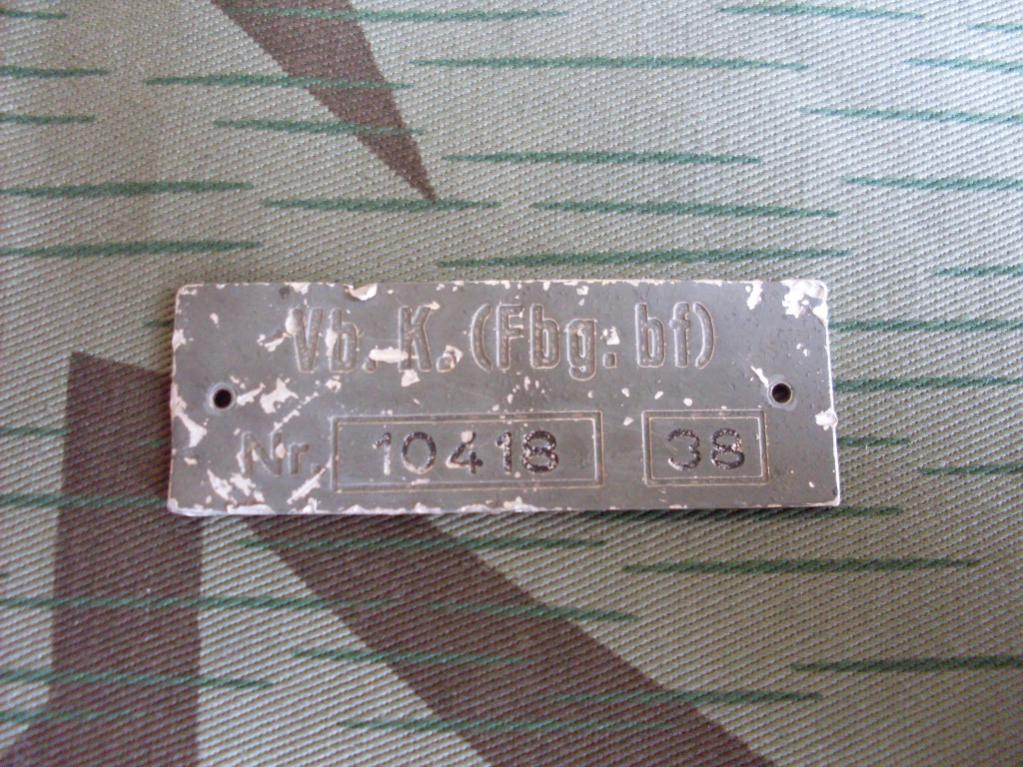 Vb. K. (Fbg. bf)
Nr. 10418 38